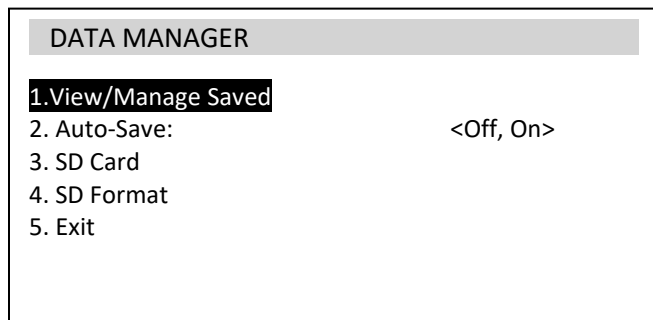 DATA MANAGER
1.View/Manage Saved
2. Auto-Save: <Off, On>
3. SD Card
4. SD Format
5. Exit